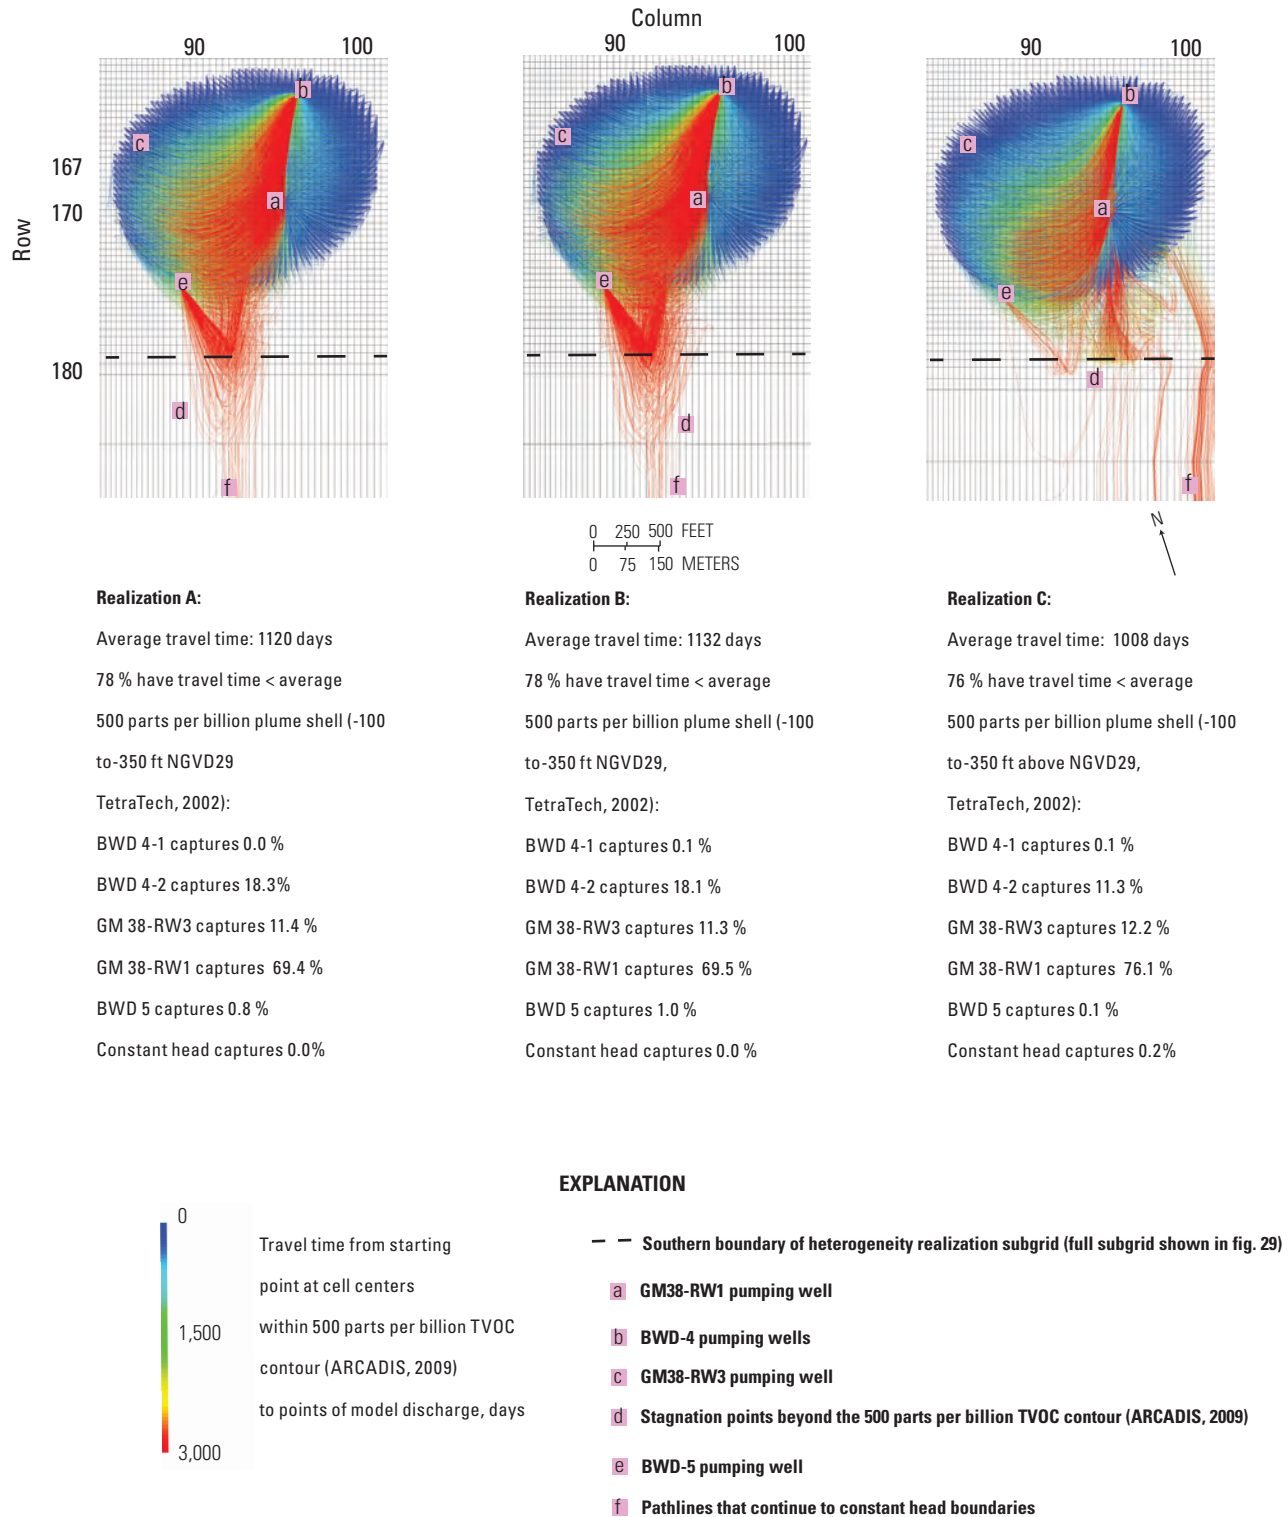 Column
90 100
90 100
90 100
Row
167
170
180
b
c
a
e
d
f
b
c
a
e
d
f
b
c
a
e
d
f
0 250 500 FEET
0 75 150 METERS
N
Realization A:
Average travel time: 1120 days
78 % have travel time < average
500 parts per billion plume shell (-100
to-350 ft NGVD29
TetraTech, 2002):
BWD 4-1 captures 0.0 %
BWD 4-2 captures 18.3%
GM 38-RW3 captures 11.4 %
GM 38-RW1 captures 69.4 %
BWD 5 captures 0.8 %
Constant head captures 0.0%
Realization B:
Average travel time: 1132 days
78 % have travel time < average
500 parts per billion plume shell (-100
to-350 ft NGVD29,
TetraTech, 2002):
BWD 4-1 captures 0.1 %
BWD 4-2 captures 18.1 %
GM 38-RW3 captures 11.3 %
GM 38-RW1 captures 69.5 %
BWD 5 captures 1.0 %
Constant head captures 0.0 %
Realization C:
Average travel time: 1008 days
76 % have travel time < average
500 parts per billion plume shell (-100
to-350 ft above NGVD29,
TetraTech, 2002):
BWD 4-1 captures 0.1 %
BWD 4-2 captures 11.3 %
GM 38-RW3 captures 12.2 %
GM 38-RW1 captures 76.1 %
BWD 5 captures 0.1 %
Constant head captures 0.2%
EXPLANATION
0
1,500
3,000
Travel time from starting
point at cell centers
within 500 parts per billion TVOC
contour (ARCADIS, 2009)
to points of model discharge, days
Southern boundary of heterogeneity realization subgrid (full subgrid shown in fig. 29)
a GM38-RW1 pumping well
b BWD-4 pumping wells
c GM38-RW3 pumping well
d Stagnation points beyond the 500 parts per billion TVOC contour (ARCADIS, 2009)
e BWD-5 pumping well
f Pathlines that continue to constant head boundaries